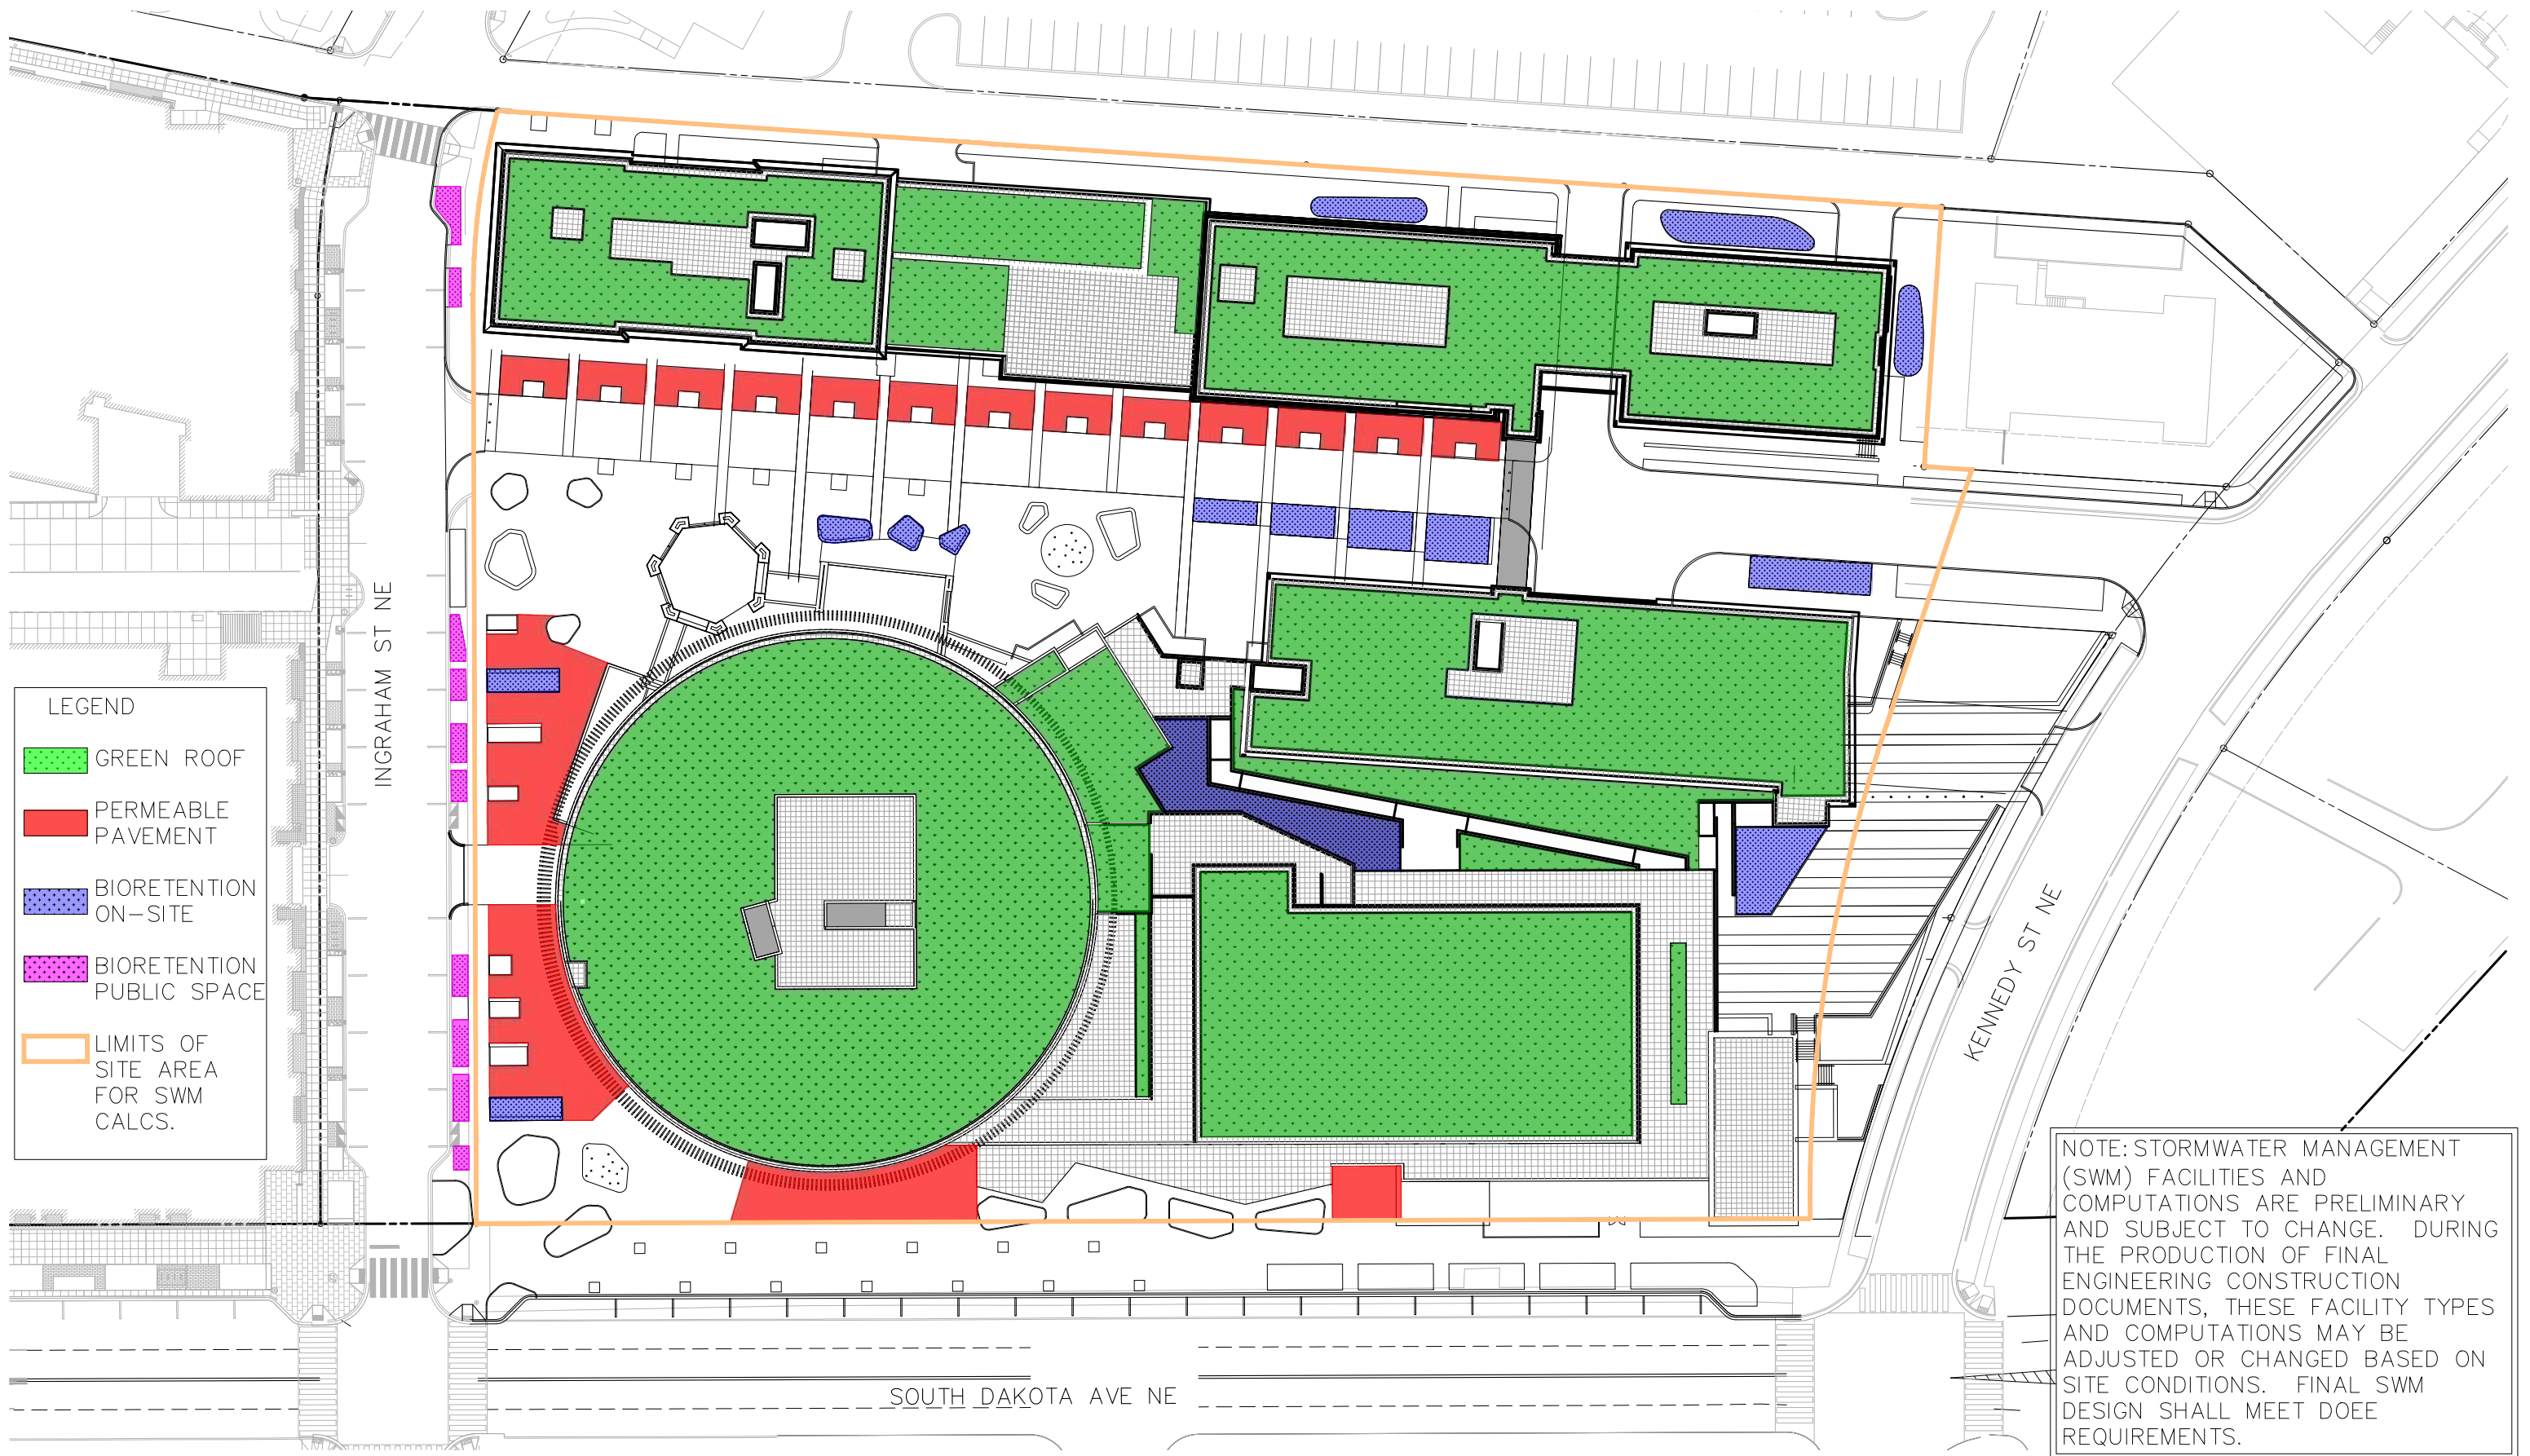 LEGEND
GREEN ROOF
PERMEABLE
PAVEMENT
BIORETENTION
ON-SITE
BIORETENTION
PUBLIC SPACE
LIMITS OF
SITE AREA
FOR SWM
CALCS.
INGRAHAM ST NE
KENNEDY ST NE
SOUTH DAKOTA AVE NE
NOTE: STORMWATER MANAGEMENT
(SWM) FACILITIES AND
COMPUTATIONS ARE PRELIMINARY
AND SUBJECT TO CHANGE. DURING
THE PRODUCTION OF FINAL
ENGINEERING CONSTRUCTION
DOCUMENTS, THESE FACILITY TYPES
AND COMPUTATIONS MAY BE
ADJUSTED OR CHANGED BASED ON
SITE CONDITIONS. FINAL SWM
DESIGN SHALL MEET DOEE
REQUIREMENTS.